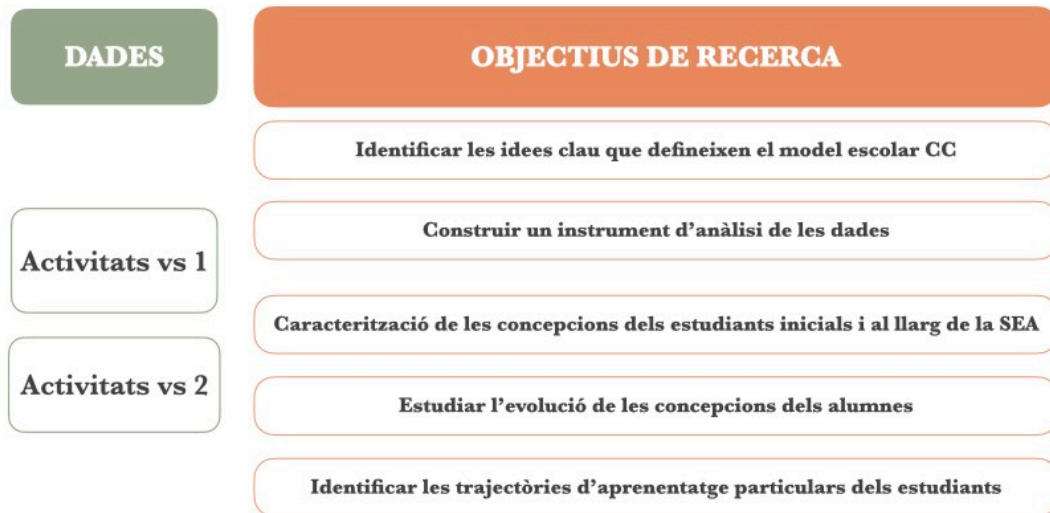 DADES
OBJECTIUS DE RECERCA
Identificar les idees clau que defineixen el model escolar CC
Construir un instrument d'anàlisi de les dades
Activitats vs 1
Caracterització de les concepcions dels estudiants inicials i al llarg de la SEA
Activitats vs 2
Estudiar l'evolució de les concepcions dels alumnes
Identificar les trajectòries d'aprenentatge particulars dels estudiants